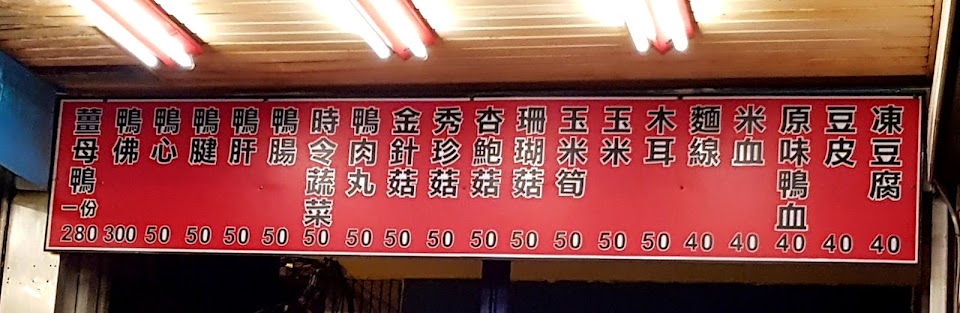 薑母鴨一份 280
鴨佛 300
鴨心 50
鴨腱 50
鴨肝 50
鴨腸 50
時令蔬菜 50
鴨肉丸 50
金針菇 50
秀珍菇 50
杏鮑菇 50
珊瑚菇 50
玉米筍 50
玉米 50
木耳 50
麵線 40
米血 40
原味鴨血 40
豆皮 40
凍豆腐 40